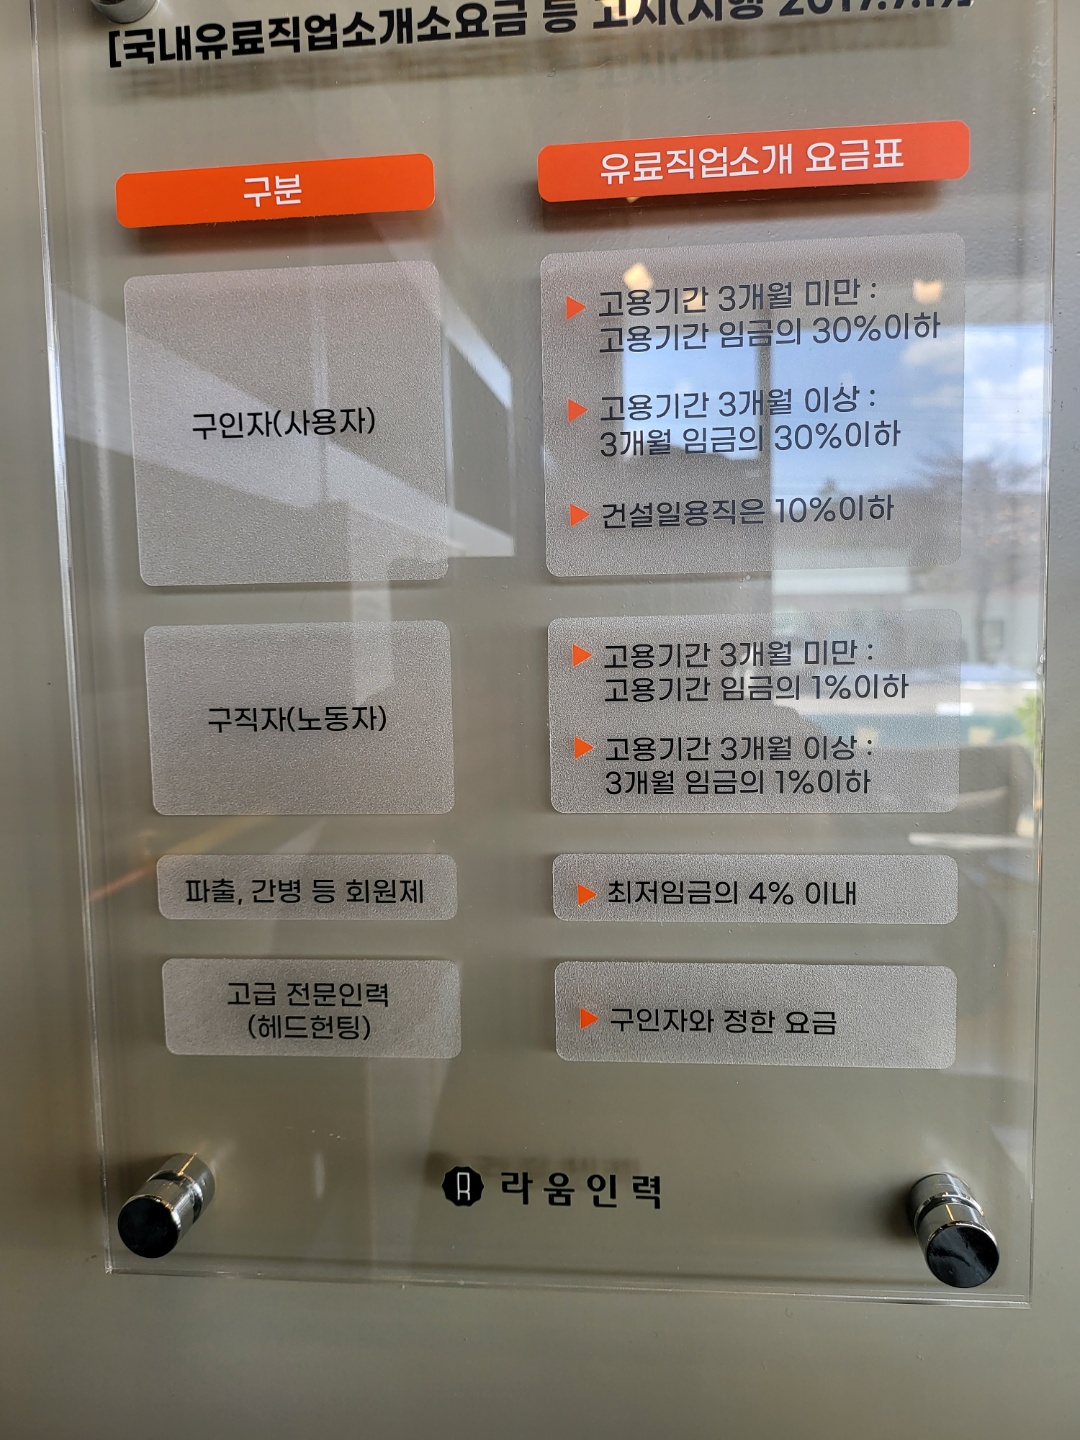 [국내유료직업소개소요금 등 고시(시행 2017.7.1)]
구분
유료직업소개 요금표
구인자(사용자)
고용기간 3개월 미만 :
고용기간 임금의 30%이하
고용기간 3개월 이상 :
3개월 임금의 30%이하
건설일용직은 10%이하
구직자(노동자)
고용기간 3개월 미만 :
고용기간 임금의 1%이하
고용기간 3개월 이상 :
3개월 임금의 1%이하
파출, 간병 등 회원제
최저임금의 4% 이내
고급 전문인력
(헤드헌팅)
구인자와 정한 요금
라움인력